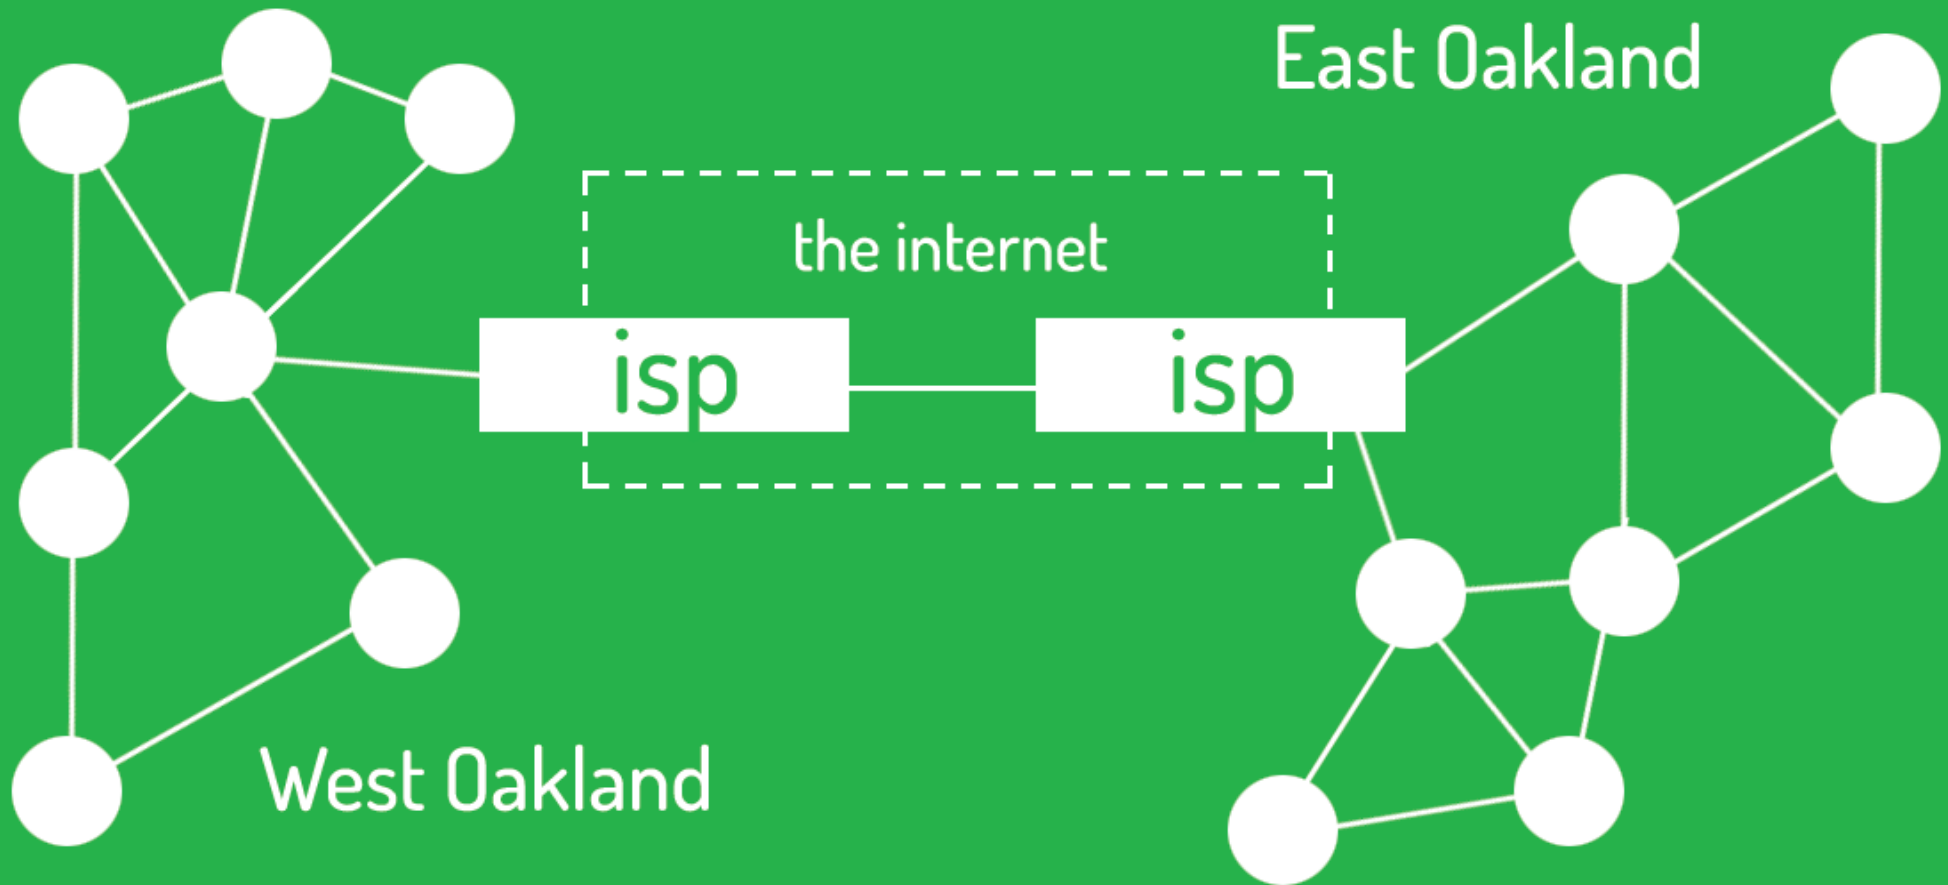 East Oakland
the internet
isp
isp
West Oakland